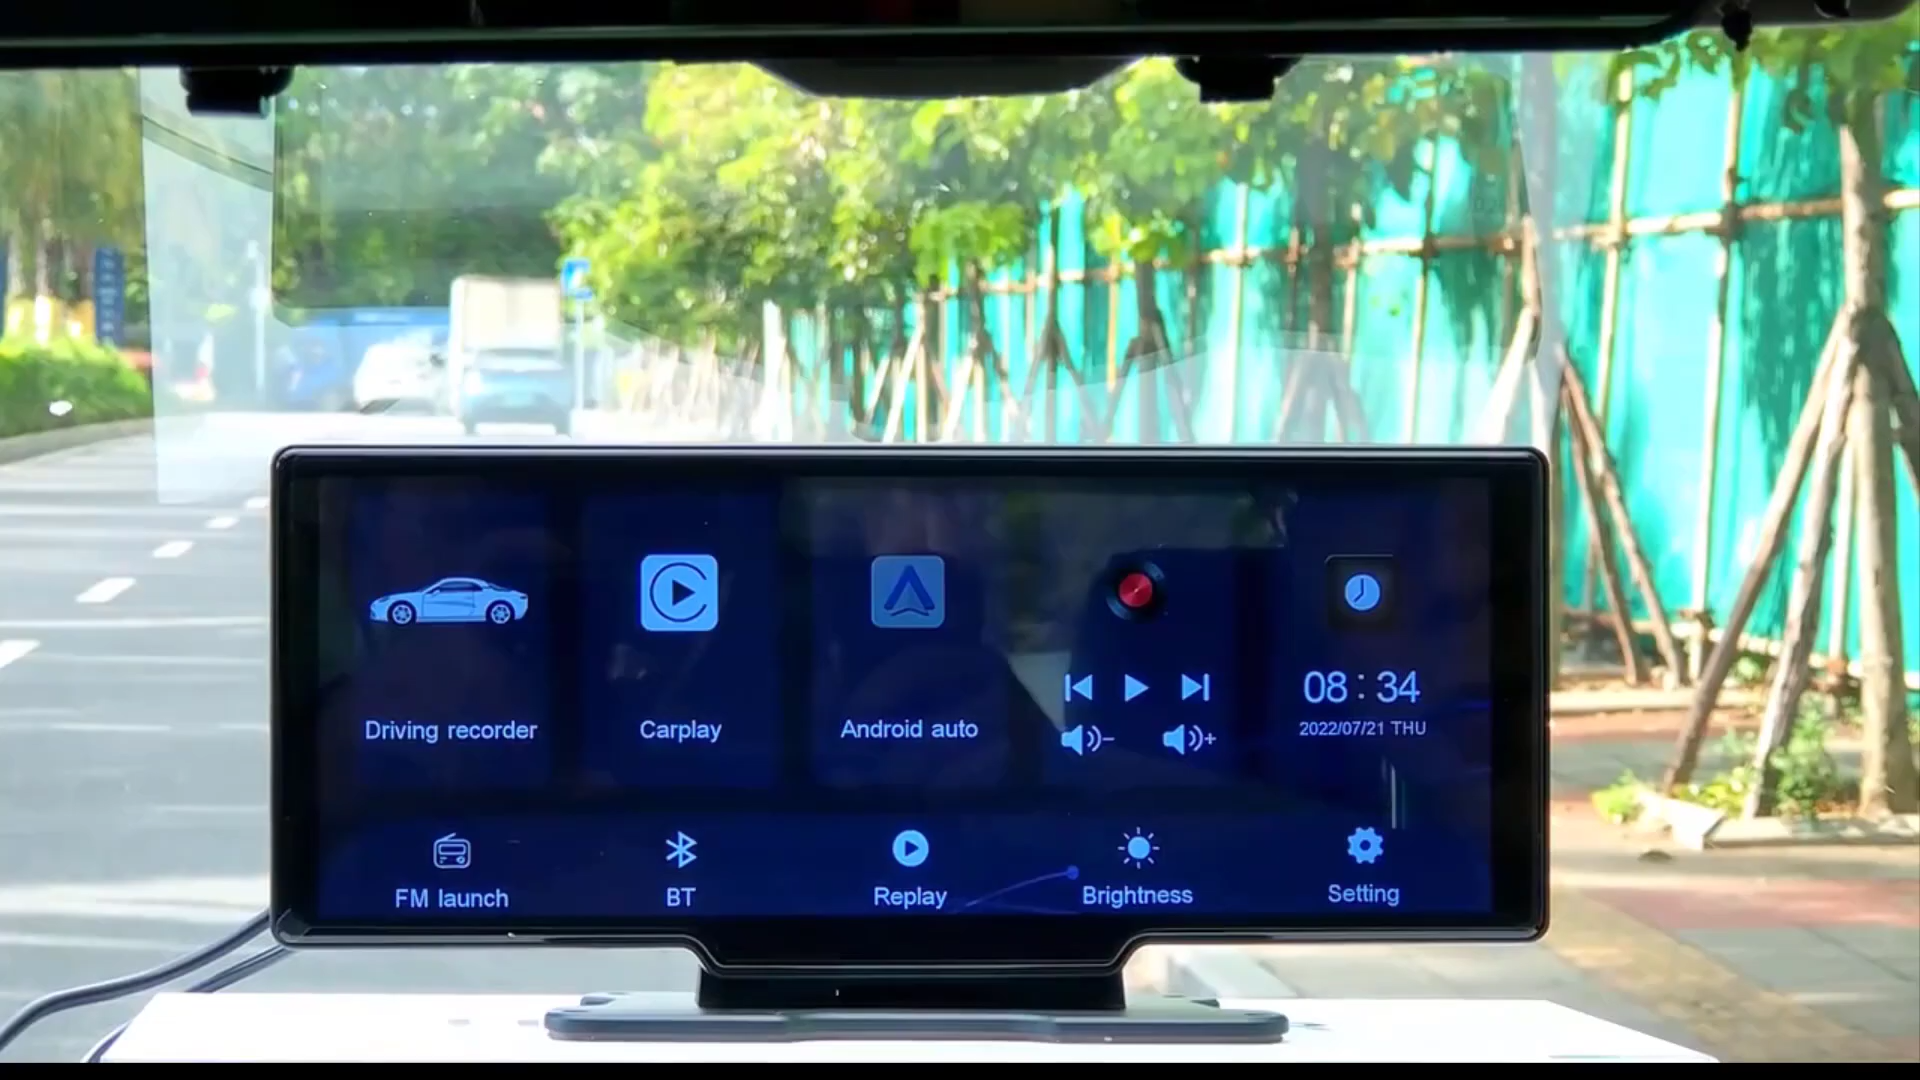 08:34
2022/07/21 THU
Driving recorder
Carplay
Android auto
FM launch
BT
Replay
Brightness
Setting